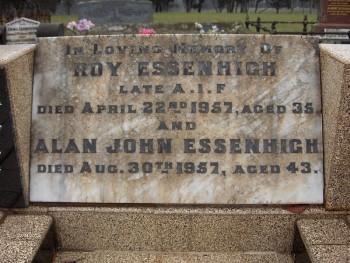 In Loving Memory Of
ROY ESSENHIGH
LATE A.I.F
DIED APRIL 22ND 1957, AGED 35
AND
ALAN JOHN ESSENHIGH
DIED AUG. 30TH 1957, AGED 43.